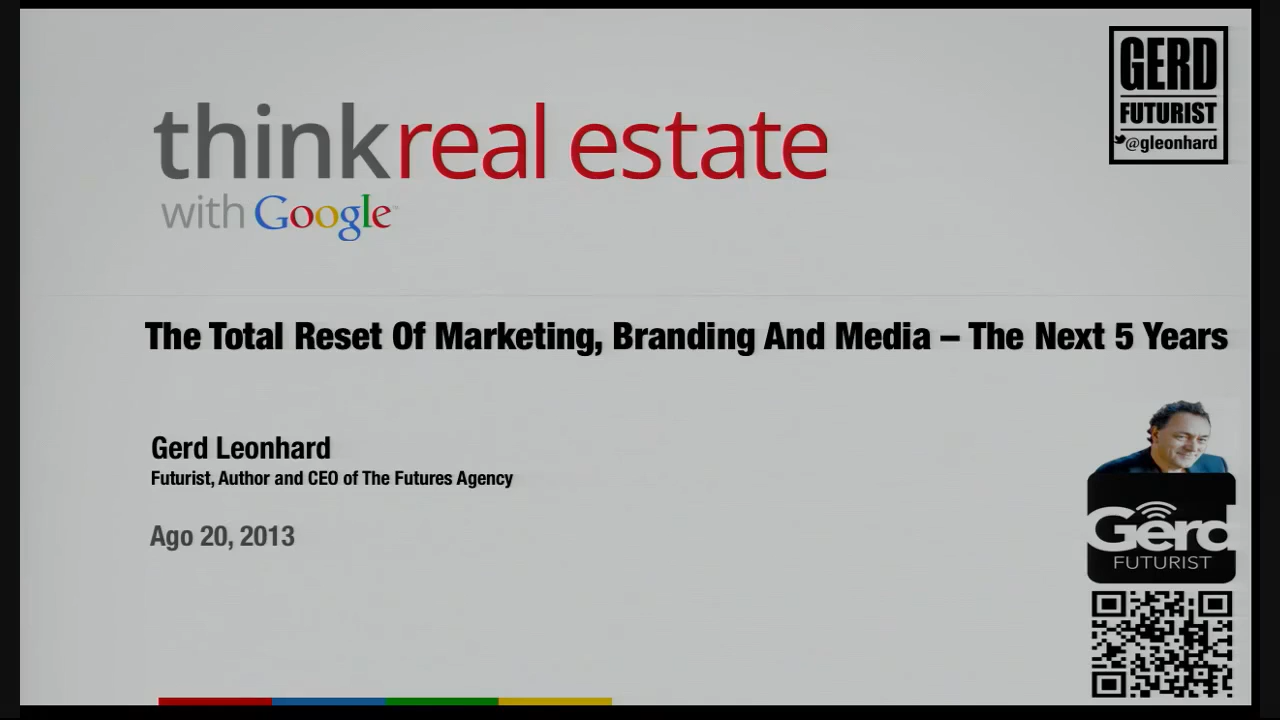 GERD
FUTURIST
@gleonhard
thinkreal estate
with Google™
The Total Reset Of Marketing, Branding And Media – The Next 5 Years
Gerd Leonhard
Futurist, Author and CEO of The Futures Agency
Ago 20, 2013
Gerd
FUTURIST